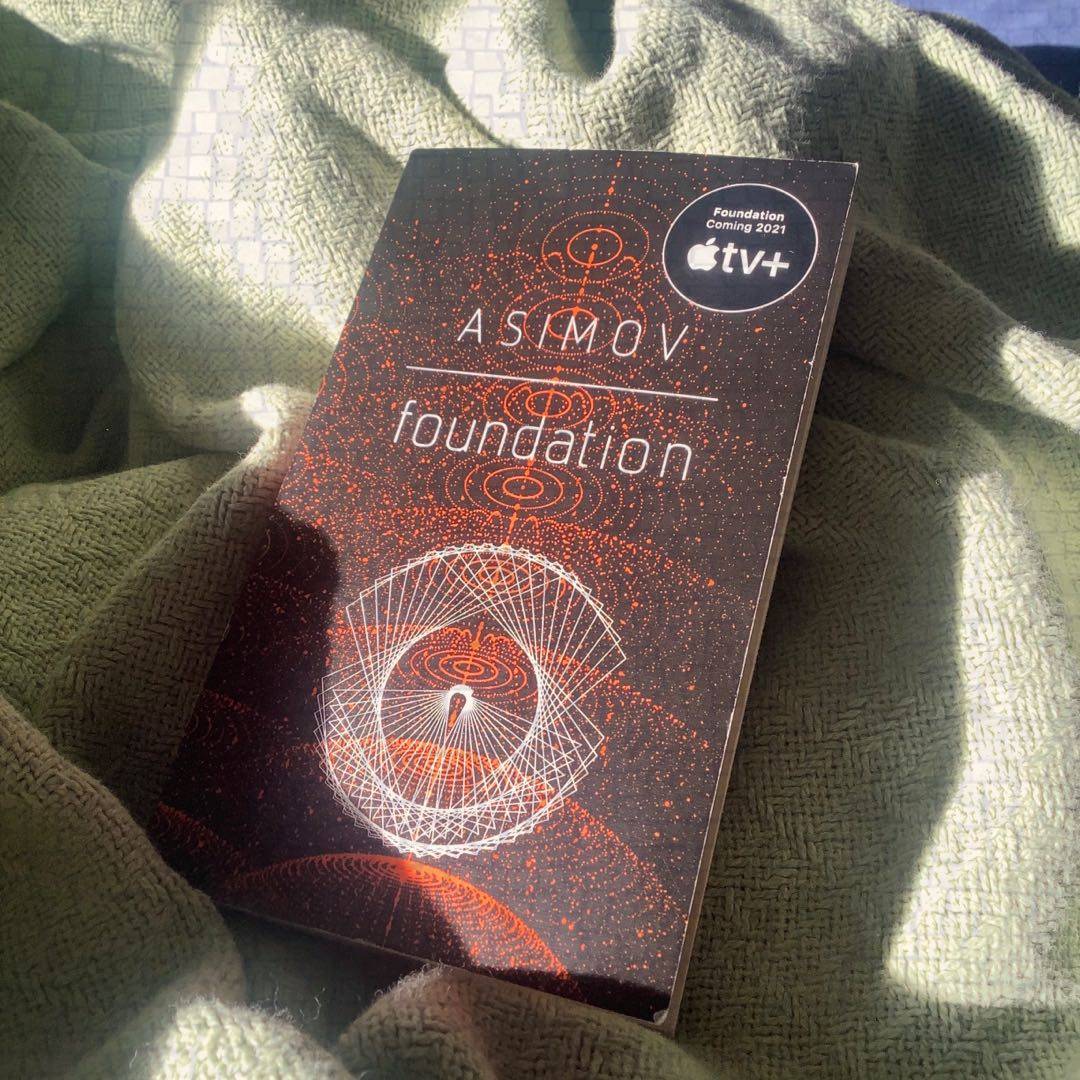 Foundation
Coming 2021
tv+
ASIMOV
foundation